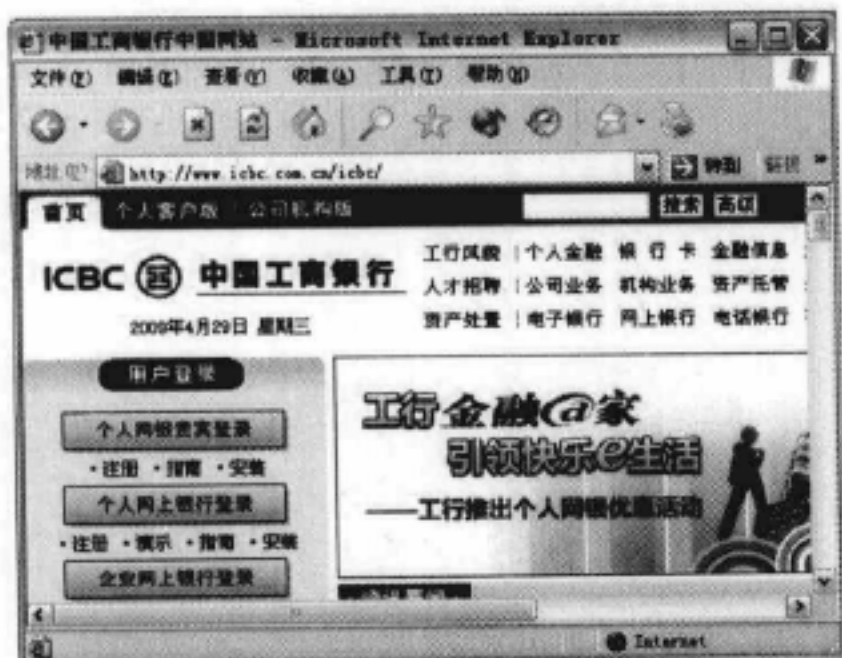 中国工商银行中国网站 - Microsoft Internet Explorer
文件(F) 编辑(E) 查看(V) 收藏(A) 工具(T) 帮助(H)
地址(D) http://www.icbc.com.cn/icbc/ 转到 链接 »
首页 个人客户版 公司机构版 搜索 高级
ICBC 中国工商银行
2009年4月29日 星期三
工行风貌 | 个人金融 银行卡 金融信息
人才招聘 | 公司业务 机构业务 资产托管
资产处置 | 电子银行 网上银行 电话银行
用户登录
个人网银贵宾登录
·注册 ·指南 ·安装
个人网上银行登录
·注册 ·演示 ·指南 ·安装
企业网上银行登录
工行金融@家
引领快乐e生活
——工行推出个人网银优惠活动
Internet